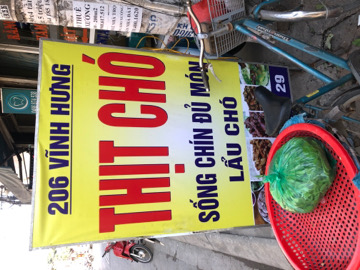 206 VĨNH HƯNG
THỊT CHÓ
SỐNG CHÍN ĐỦ MÓN
LẨU CHÓ
29